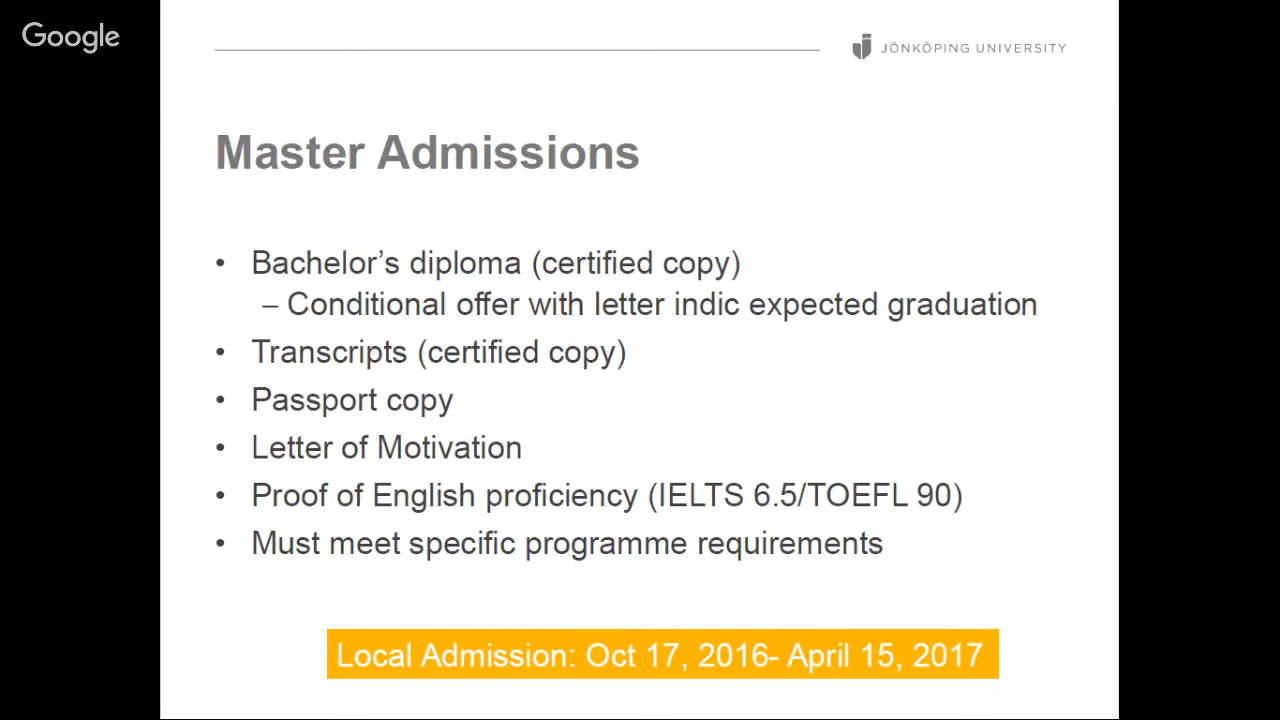 Google
JÖNKÖPING UNIVERSITY
Master Admissions
• Bachelor’s diploma (certified copy)
– Conditional offer with letter indic expected graduation
• Transcripts (certified copy)
• Passport copy
• Letter of Motivation
• Proof of English proficiency (IELTS 6.5/TOEFL 90)
• Must meet specific programme requirements
Local Admission: Oct 17, 2016- April 15, 2017